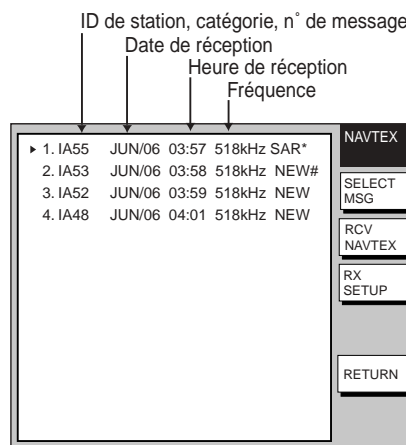 ID de station, catégorie, n° de message
Date de réception
Heure de réception
Fréquence
NAVTEX
1. IA55 JUN/06 03:57 518kHz SAR*
2. IA53 JUN/06 03:58 518kHz NEW#
3. IA52 JUN/06 03:59 518kHz NEW
4. IA48 JUN/06 04:01 518kHz NEW
SELECT
MSG
RCV
NAVTEX
RX
SETUP
RETURN